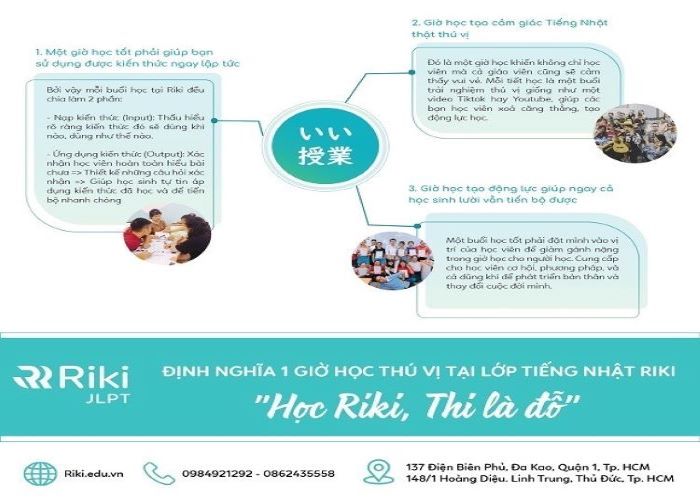 1. Một giờ học tốt phải giúp bạn
sử dụng được kiến thức ngay lập tức
Bởi vậy mỗi buổi học tại Riki đều
chia làm 2 phần:
- Nạp kiến thức (Input): Thấu hiểu
rõ ràng kiến thức đó sẽ dùng khi
nào, dùng như thế nào.
- Ứng dụng kiến thức (Output): Xác
nhận học viên hoàn toàn hiểu bài
chưa => Thiết kế những câu hỏi xác
nhận => Giúp học sinh tự tin áp
dụng kiến thức đã học và để tiến
bộ nhanh chóng
いい
授業
2. Giờ học tạo cảm giác Tiếng Nhật
thật thú vị
Đó là một giờ học khiến không chỉ học
viên mà cả giáo viên cũng sẽ cảm
thấy vui vẻ. Mỗi tiết học là một buổi
trải nghiệm thú vị giống như một
video Tiktok hay Youtube, giúp các
bạn học viên xoả căng thẳng, tạo
động lực học.
3. Giờ học tạo động lực giúp ngay cả
học sinh lười vẫn tiến bộ được
Một buổi học tốt phải đặt mình vào vị
trí của học viên để giảm gánh nặng
trong giờ học cho người học. Cung cấp
cho học viên cơ hội, phương pháp, và
cả dũng khí để phát triển bản thân và
thay đổi cuộc đời mình.
Riki
JLPT
ĐỊNH NGHĨA 1 GIỜ HỌC THÚ VỊ TẠI LỚP TIẾNG NHẬT RIKI
"Học Riki, Thi là đỗ"
Riki.edu.vn
0984921292 - 0862435558
137 Điện Biên Phủ, Đa Kao, Quận 1, Tp. HCM
148/1 Hoàng Diệu, Linh Trung, Thủ Đức, Tp. HCM